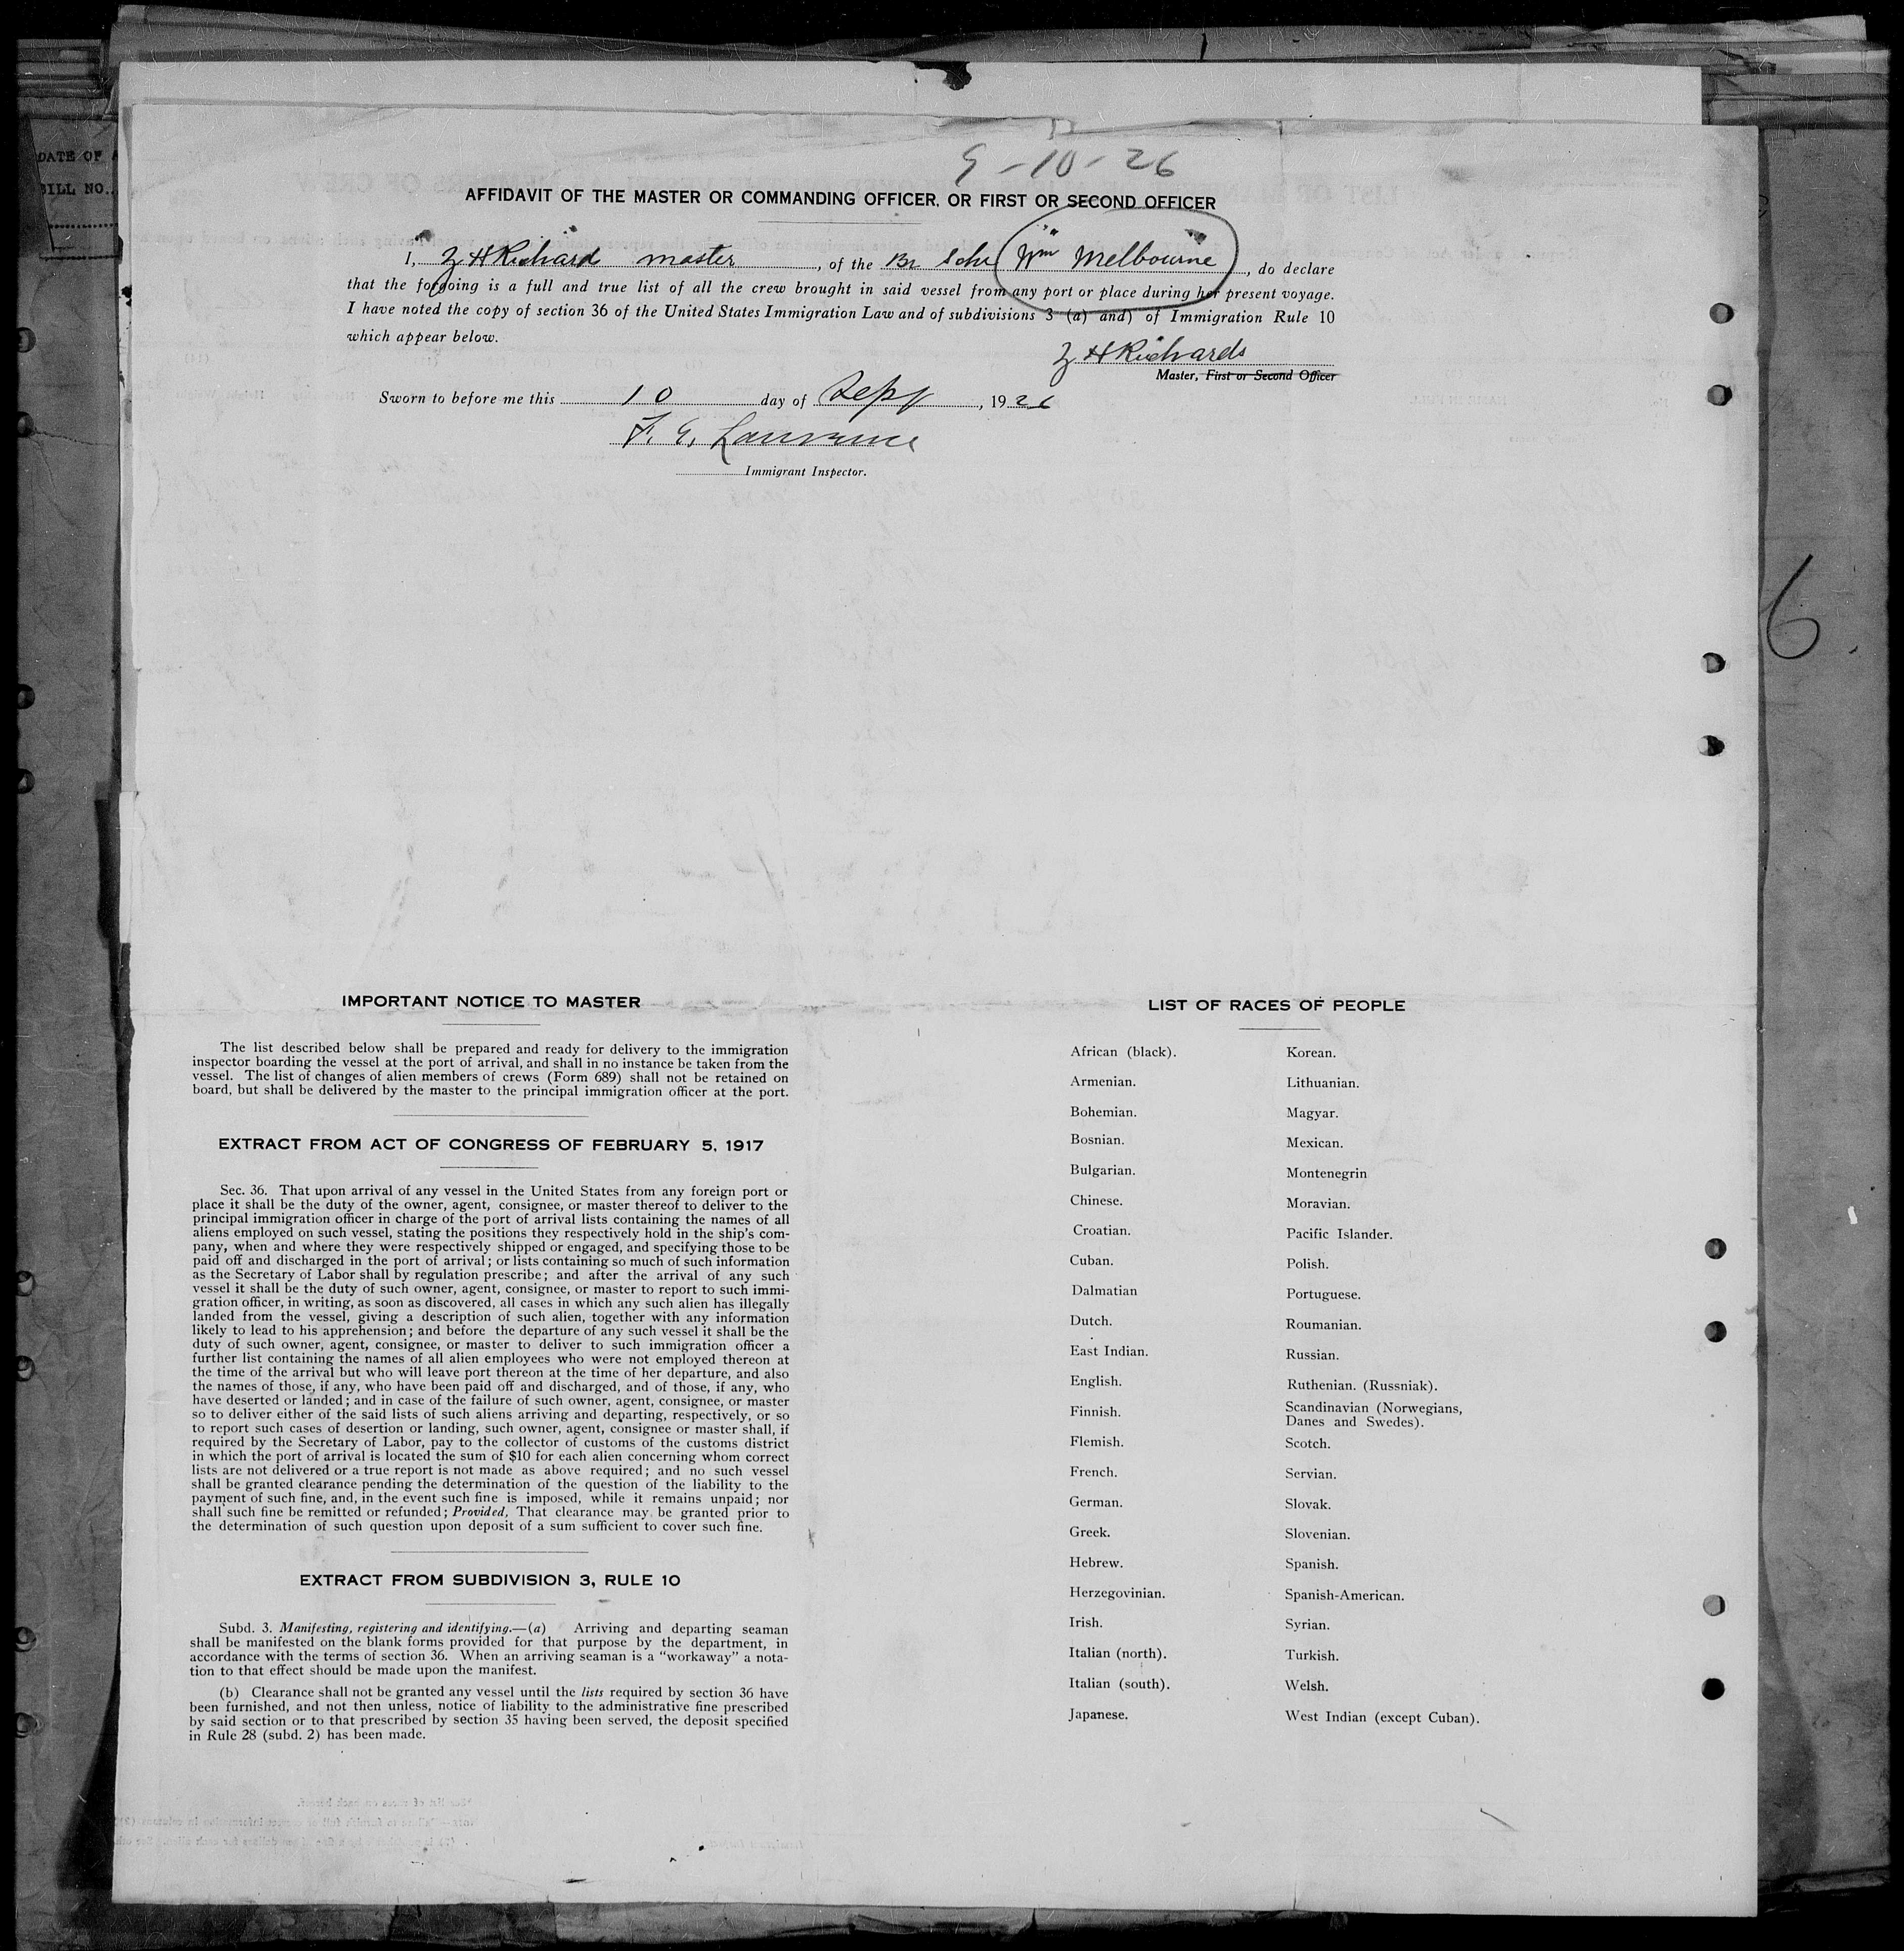 DATE OF
BILL NO.
9-10-26
AFFIDAVIT OF THE MASTER OR COMMANDING OFFICER, OR FIRST OR SECOND OFFICER
I, Z H Richard master, of the Br Schr Wm Melbourne, do declare
that the forgoing is a full and true list of all the crew brought in said vessel from any port or place during her present voyage.
I have noted the copy of section 36 of the United States Immigration Law and of subdivisions 3 (a) and) of Immigration Rule 10
which appear below.
Z H Richards
Master, First or Second Officer
Sworn to before me this 10 day of Sept, 1926
F. E. Lawrence
Immigrant Inspector.
6
IMPORTANT NOTICE TO MASTER
The list described below shall be prepared and ready for delivery to the immigration
inspector boarding the vessel at the port of arrival, and shall in no instance be taken from the
vessel. The list of changes of alien members of crews (Form 689) shall not be retained on
board, but shall be delivered by the master to the principal immigration officer at the port.
EXTRACT FROM ACT OF CONGRESS OF FEBRUARY 5, 1917
Sec. 36. That upon arrival of any vessel in the United States from any foreign port or
place it shall be the duty of the owner, agent, consignee, or master thereof to deliver to the
principal immigration officer in charge of the port of arrival lists containing the names of all
aliens employed on such vessel, stating the positions they respectively hold in the ship's com-
pany, when and where they were respectively shipped or engaged, and specifying those to be
paid off and discharged in the port of arrival; or lists containing so much of such information
as the Secretary of Labor shall by regulation prescribe; and after the arrival of any such
vessel it shall be the duty of such owner, agent, consignee, or master to report to such immi-
gration officer, in writing, as soon as discovered, all cases in which any such alien has illegally
landed from the vessel, giving a description of such alien, together with any information
likely to lead to his apprehension; and before the departure of any such vessel it shall be the
duty of such owner, agent, consignee, or master to deliver to such immigration officer a
further list containing the names of all alien employees who were not employed thereon at
the time of the arrival but who will leave port thereon at the time of her departure, and also
the names of those, if any, who have been paid off and discharged, and of those, if any, who
have deserted or landed; and in case of the failure of such owner, agent, consignee, or master
so to deliver either of the said lists of such aliens arriving and departing, respectively, or so
to report such cases of desertion or landing, such owner, agent, consignee or master shall, if
required by the Secretary of Labor, pay to the collector of customs of the customs district
in which the port of arrival is located the sum of $10 for each alien concerning whom correct
lists are not delivered or a true report is not made as above required; and no such vessel
shall be granted clearance pending the determination of the question of the liability to the
payment of such fine, and, in the event such fine is imposed, while it remains unpaid; nor
shall such fine be remitted or refunded; Provided, That clearance may be granted prior to
the determination of such question upon deposit of a sum sufficient to cover such fine.
EXTRACT FROM SUBDIVISION 3, RULE 10
Subd. 3. Manifesting, registering and identifying.—(a) Arriving and departing seaman
shall be manifested on the blank forms provided for that purpose by the department, in
accordance with the terms of section 36. When an arriving seaman is a "workaway" a nota-
tion to that effect should be made upon the manifest.
(b) Clearance shall not be granted any vessel until the lists required by section 36 have
been furnished, and not then unless, notice of liability to the administrative fine prescribed
by said section or to that prescribed by section 35 having been served, the deposit specified
in Rule 28 (subd. 2) has been made.
LIST OF RACES OF PEOPLE
African (black).
Armenian.
Bohemian.
Bosnian.
Bulgarian.
Chinese.
Croatian.
Cuban.
Dalmatian
Dutch.
East Indian.
English.
Finnish.
Flemish.
French.
German.
Greek.
Hebrew.
Herzegovinian.
Irish.
Italian (north).
Italian (south).
Japanese.
Korean.
Lithuanian.
Magyar.
Mexican.
Montenegrin
Moravian.
Pacific Islander.
Polish.
Portuguese.
Roumanian.
Russian.
Ruthenian. (Russniak).
Scandinavian (Norwegians,
Danes and Swedes).
Scotch.
Servian.
Slovak.
Slovenian.
Spanish.
Spanish-American.
Syrian.
Turkish.
Welsh.
West Indian (except Cuban).